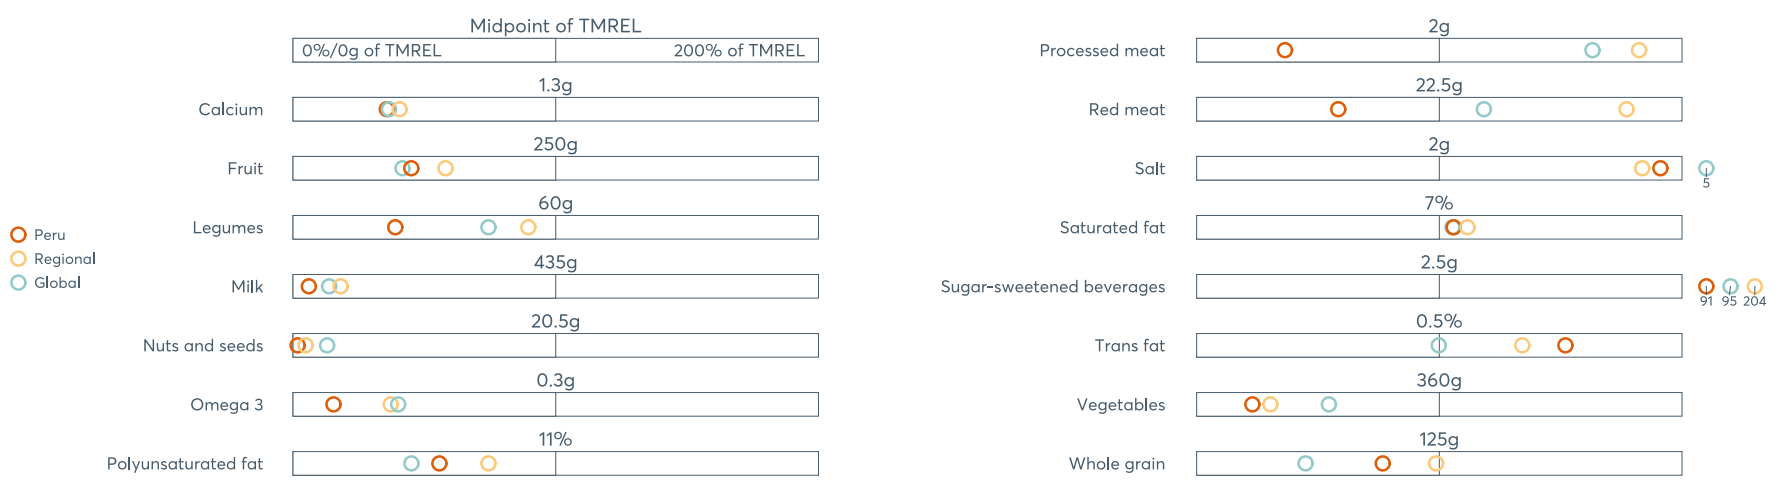 Midpoint of TMREL
0%/0g of TMREL 200% of TMREL
1.3g
Calcium
250g
Fruit
60g
Legumes
435g
Milk
20.5g
Nuts and seeds
0.3g
Omega 3
11%
Polyunsaturated fat
Peru
Regional
Global
2g
Processed meat
22.5g
Red meat
2g
Salt
5
7%
Saturated fat
2.5g
Sugar-sweetened beverages
91 95 204
0.5%
Trans fat
360g
Vegetables
125g
Whole grain